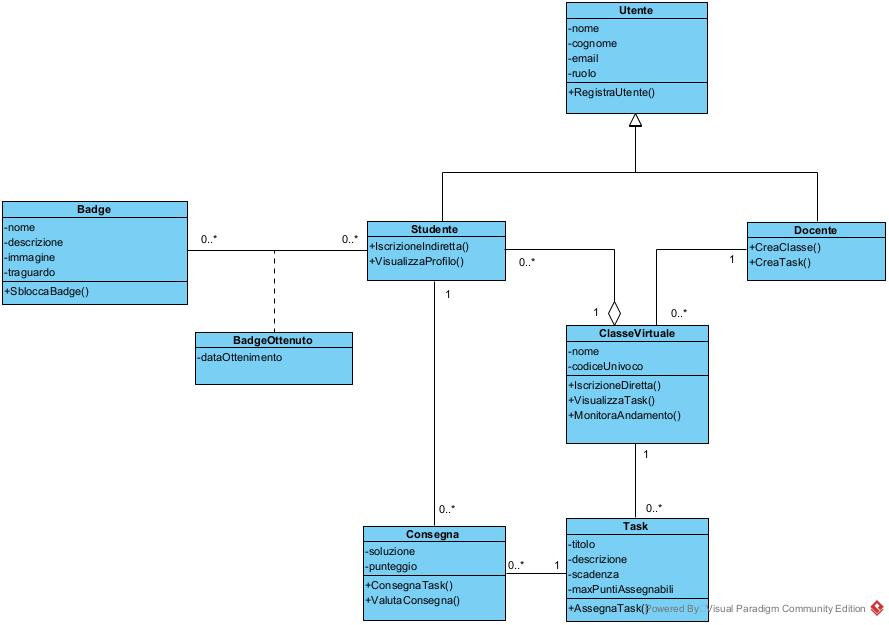 Utente
-nome
-cognome
-email
-ruolo
+RegistraUtente()
Badge
-nome
-descrizione
-immagine
-traguardo
+SbloccaBadge()
0..*
0..*
Studente
+IscrizioneIndiretta()
+VisualizzaProfilo()
0..*
1
Docente
+CreaClasse()
+CreaTask()
1
BadgeOttenuto
-dataOttenimento
1
0..*
ClasseVirtuale
-nome
-codiceUnivoco
+IscrizioneDiretta()
+VisualizzaTask()
+MonitoraAndamento()
1
0..*
0..*
Consegna
-soluzione
-punteggio
+ConsegnaTask()
+ValutaConsegna()
0..*
1
Task
-titolo
-descrizione
-scadenza
-maxPuntiAssegnabili
+AssegnaTask()
Powered By Visual Paradigm Community Edition